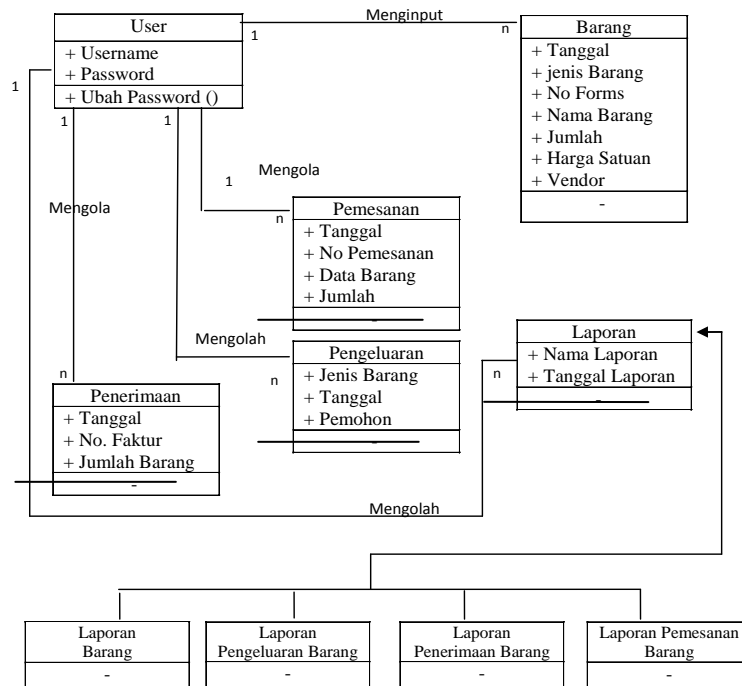 User
+ Username
+ Password
+ Ubah Password ()
1
Menginput
n
Barang
+ Tanggal
+ jenis Barang
+ No Forms
+ Nama Barang
+ Jumlah
+ Harga Satuan
+ Vendor
-
1
1
1
1
Mengola
n
Mengola
Pemesanan
+ Tanggal
+ No Pemesanan
+ Data Barang
+ Jumlah
-
Mengolah
n
Pengeluaran
+ Jenis Barang
+ Tanggal
+ Pemohon
-
Laporan
+ Nama Laporan
+ Tanggal Laporan
-
n
n
Penerimaan
+ Tanggal
+ No. Faktur
+ Jumlah Barang
-
Mengolah
Laporan
Barang
-
Laporan
Pengeluaran Barang
-
Laporan
Penerimaan Barang
-
Laporan Pemesanan
Barang
-